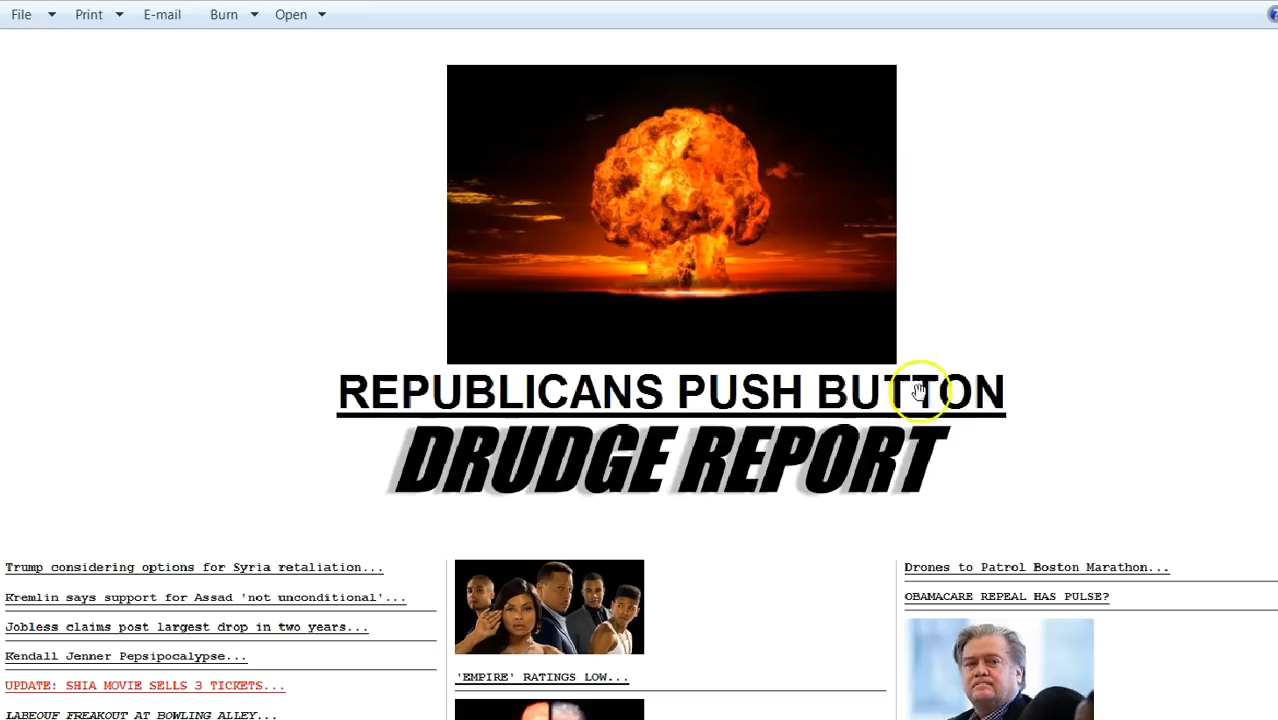 File Print E-mail Burn Open
REPUBLICANS PUSH BUTTON
DRUDGE REPORT
Trump considering options for Syria retaliation...
Kremlin says support for Assad 'not unconditional'...
Jobless claims post largest drop in two years...
Kendall Jenner Pepsipocalypse...
UPDATE: SHIA MOVIE SELLS 3 TICKETS...
LABEOUF FREAKOUT AT BOWLING ALLEY...
'EMPIRE' RATINGS LOW...
Drones to Patrol Boston Marathon...
OBAMACARE REPEAL HAS PULSE?